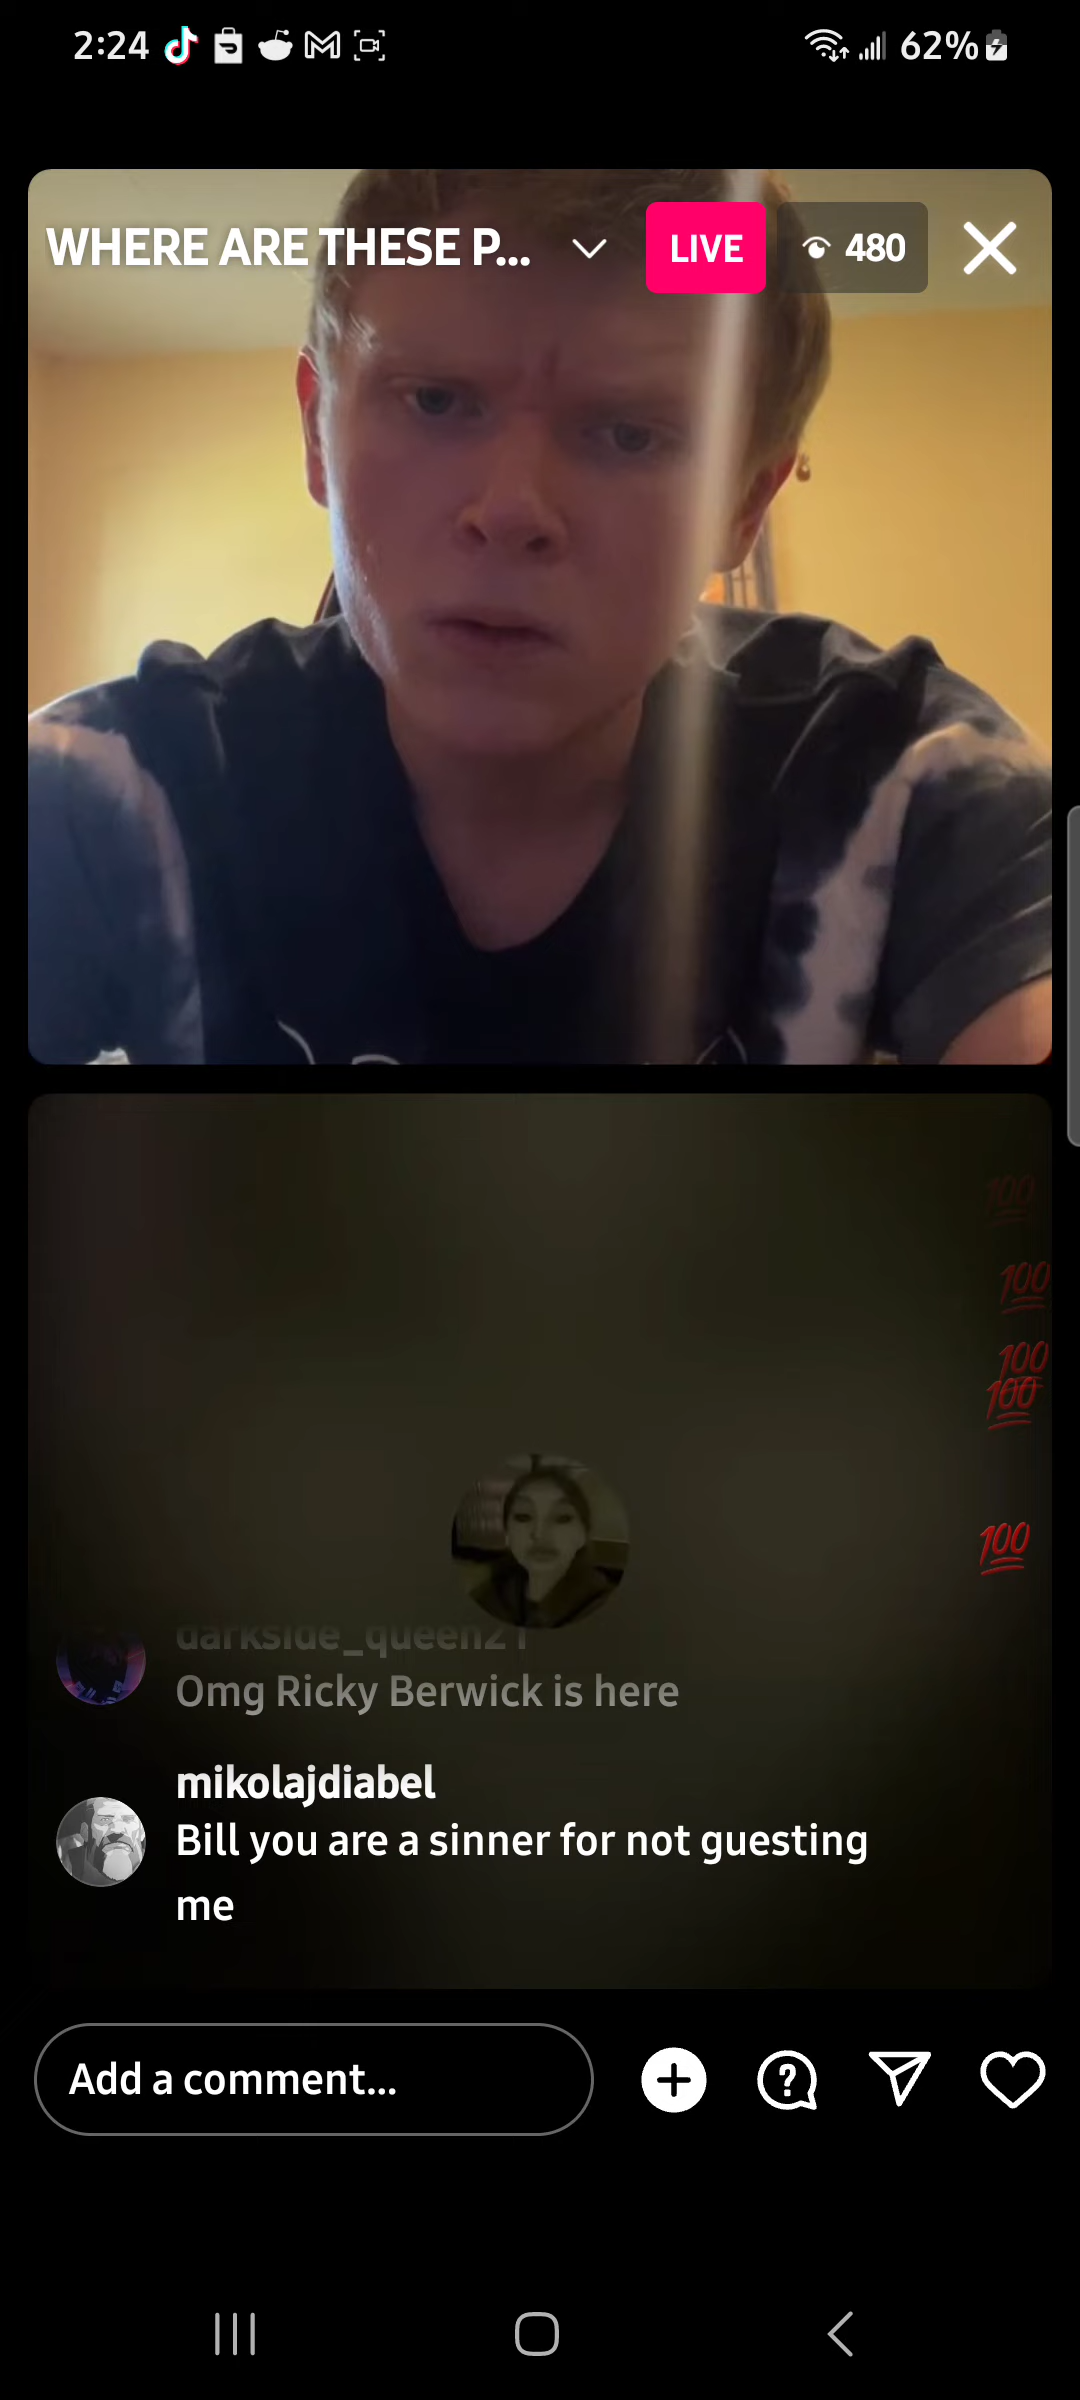 2:24
62%
WHERE ARE THESE P...
LIVE
480
100
100
100
100
100
darkside_queen21
Omg Ricky Berwick is here
mikolajdiabel
Bill you are a sinner for not guesting
me
Add a comment...